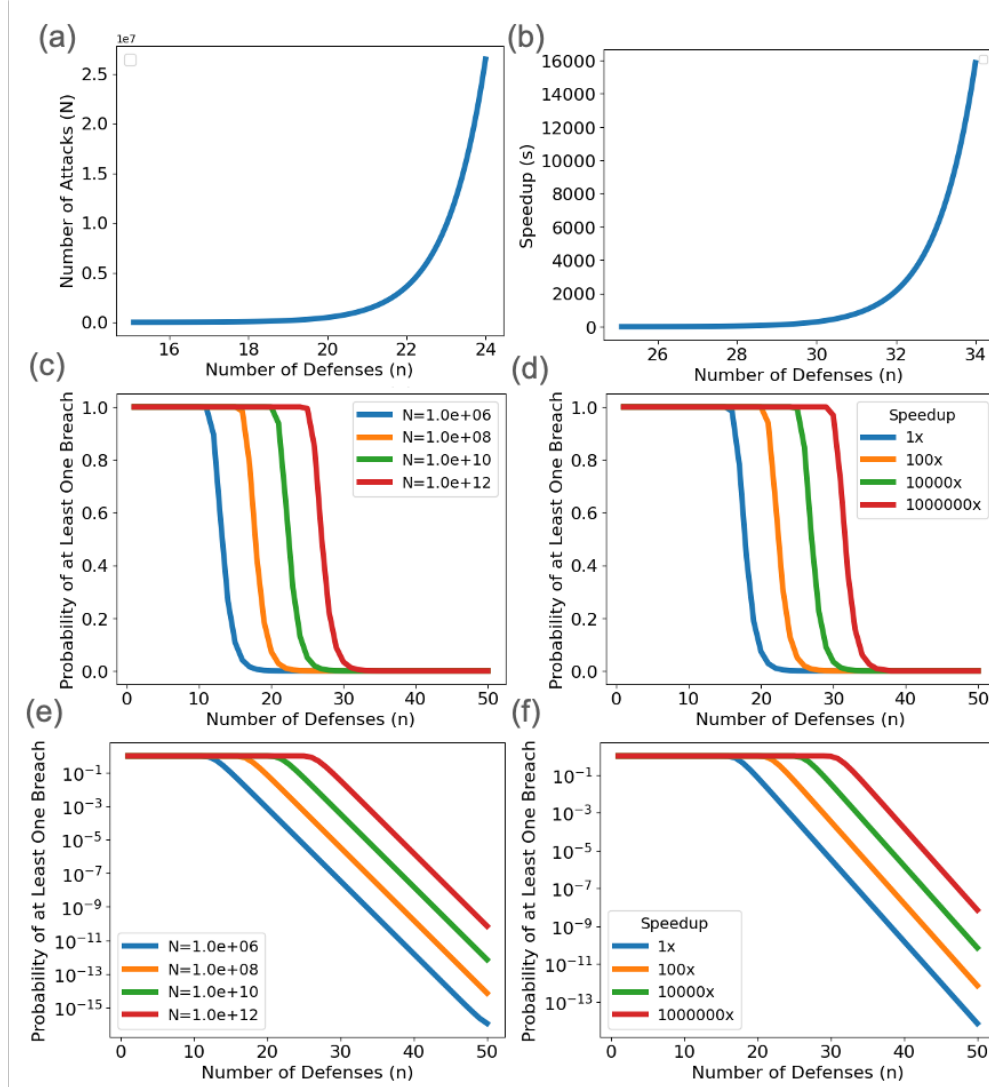 (a)
1e7
Number of Attacks (N)
2.5
2.0
1.5
1.0
0.5
0.0
16 18 20 22 24
Number of Defenses (n)
(b)
Speedup (s)
16000
14000
12000
10000
8000
6000
4000
2000
0
26 28 30 32 34
Number of Defenses (n)
(c)
Probability of at Least One Breach
1.0
0.8
0.6
0.4
0.2
0.0
N=1.0e+06
N=1.0e+08
N=1.0e+10
N=1.0e+12
0 10 20 30 40 50
Number of Defenses (n)
(d)
Probability of at Least One Breach
1.0
0.8
0.6
0.4
0.2
0.0
Speedup
1x
100x
10000x
1000000x
0 10 20 30 40 50
Number of Defenses (n)
(e)
Probability of at Least One Breach
10⁻¹
10⁻³
10⁻⁵
10⁻⁷
10⁻⁹
10⁻¹¹
10⁻¹³
10⁻¹⁵
N=1.0e+06
N=1.0e+08
N=1.0e+10
N=1.0e+12
0 10 20 30 40 50
Number of Defenses (n)
(f)
Probability of at Least One Breach
10⁻¹
10⁻³
10⁻⁵
10⁻⁷
10⁻⁹
10⁻¹¹
10⁻¹³
Speedup
1x
100x
10000x
1000000x
0 10 20 30 40 50
Number of Defenses (n)